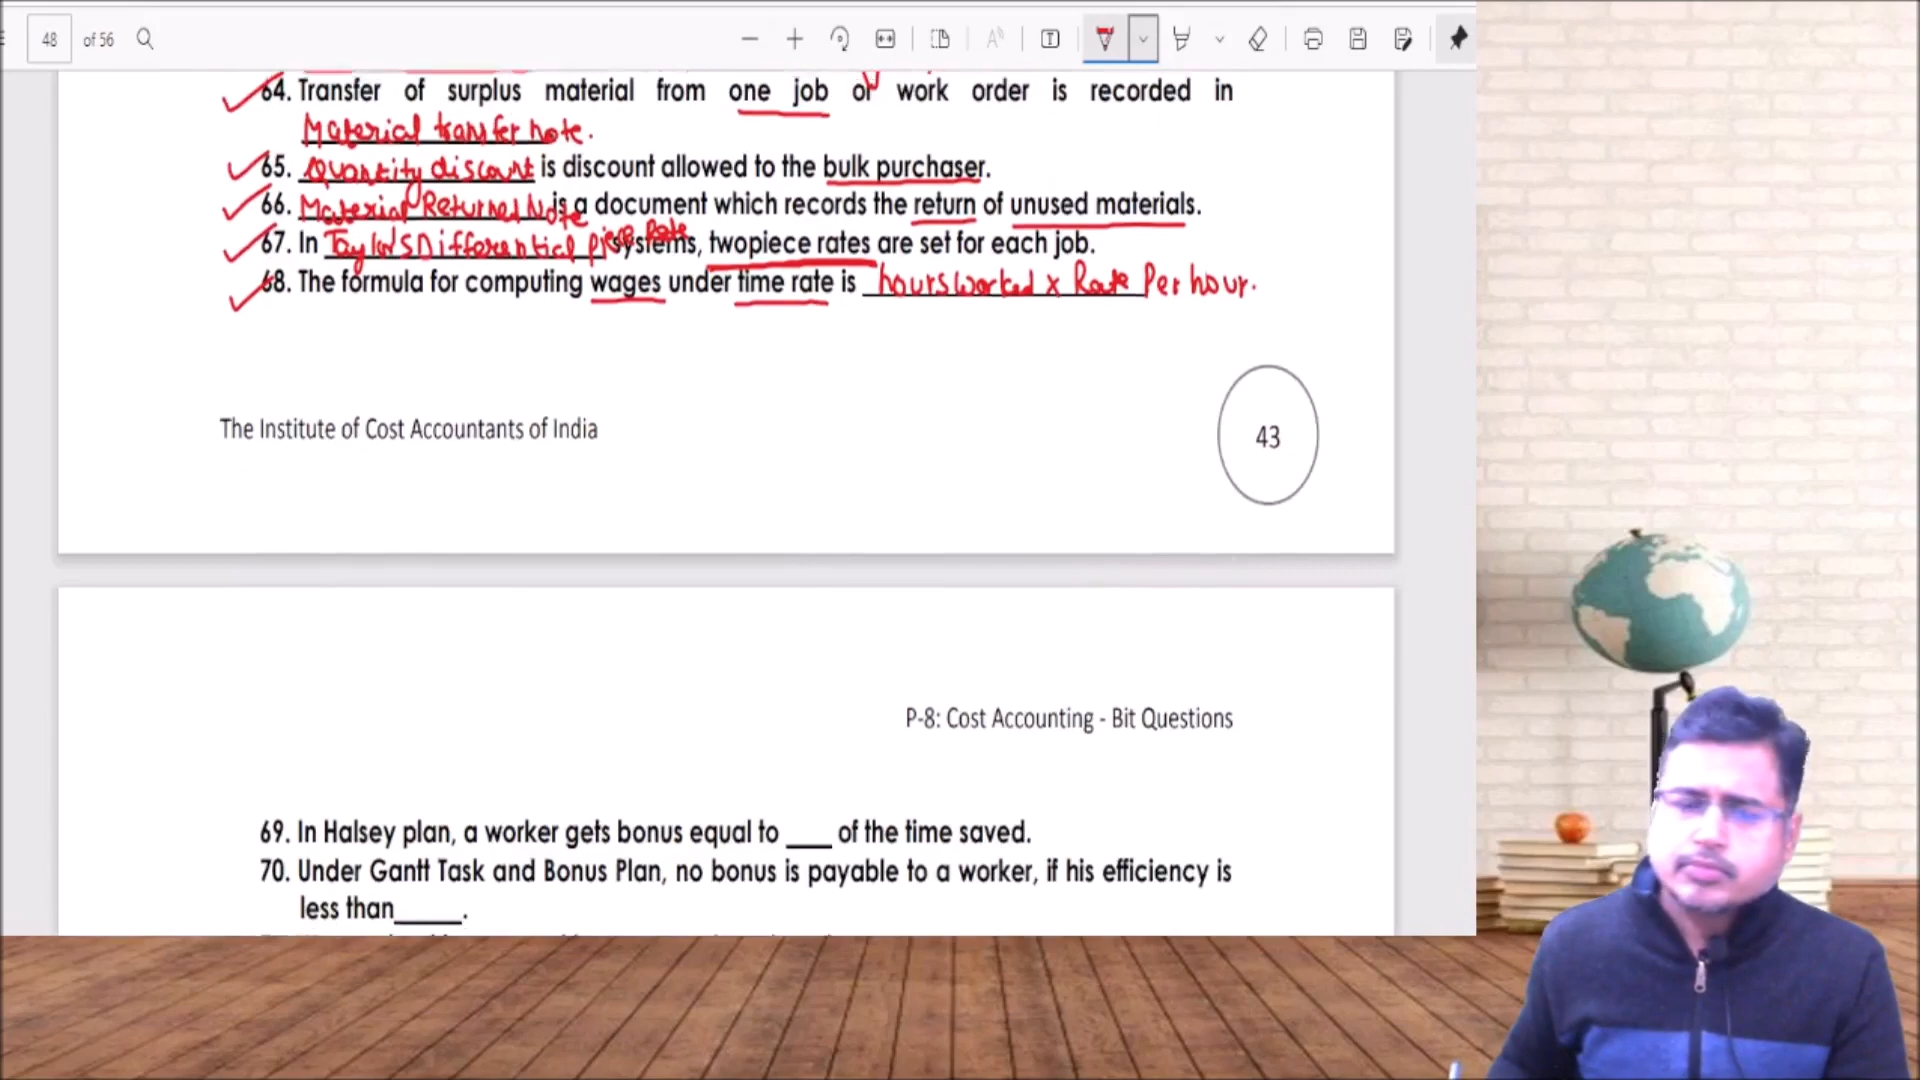 48 of 56
64. Transfer of surplus material from one job or work order is recorded in
Material transfer note.
65. Quantity discount is discount allowed to the bulk purchaser.
66. Material Returned Note is a document which records the return of unused materials.
67. In Taylor's Differential piece Rate systems, twopiece rates are set for each job.
68. The formula for computing wages under time rate is hours worked x Rate Per hour.
The Institute of Cost Accountants of India
43
P-8: Cost Accounting - Bit Questions
69. In Halsey plan, a worker gets bonus equal to ____ of the time saved.
70. Under Gantt Task and Bonus Plan, no bonus is payable to a worker, if his efficiency is
less than_____.